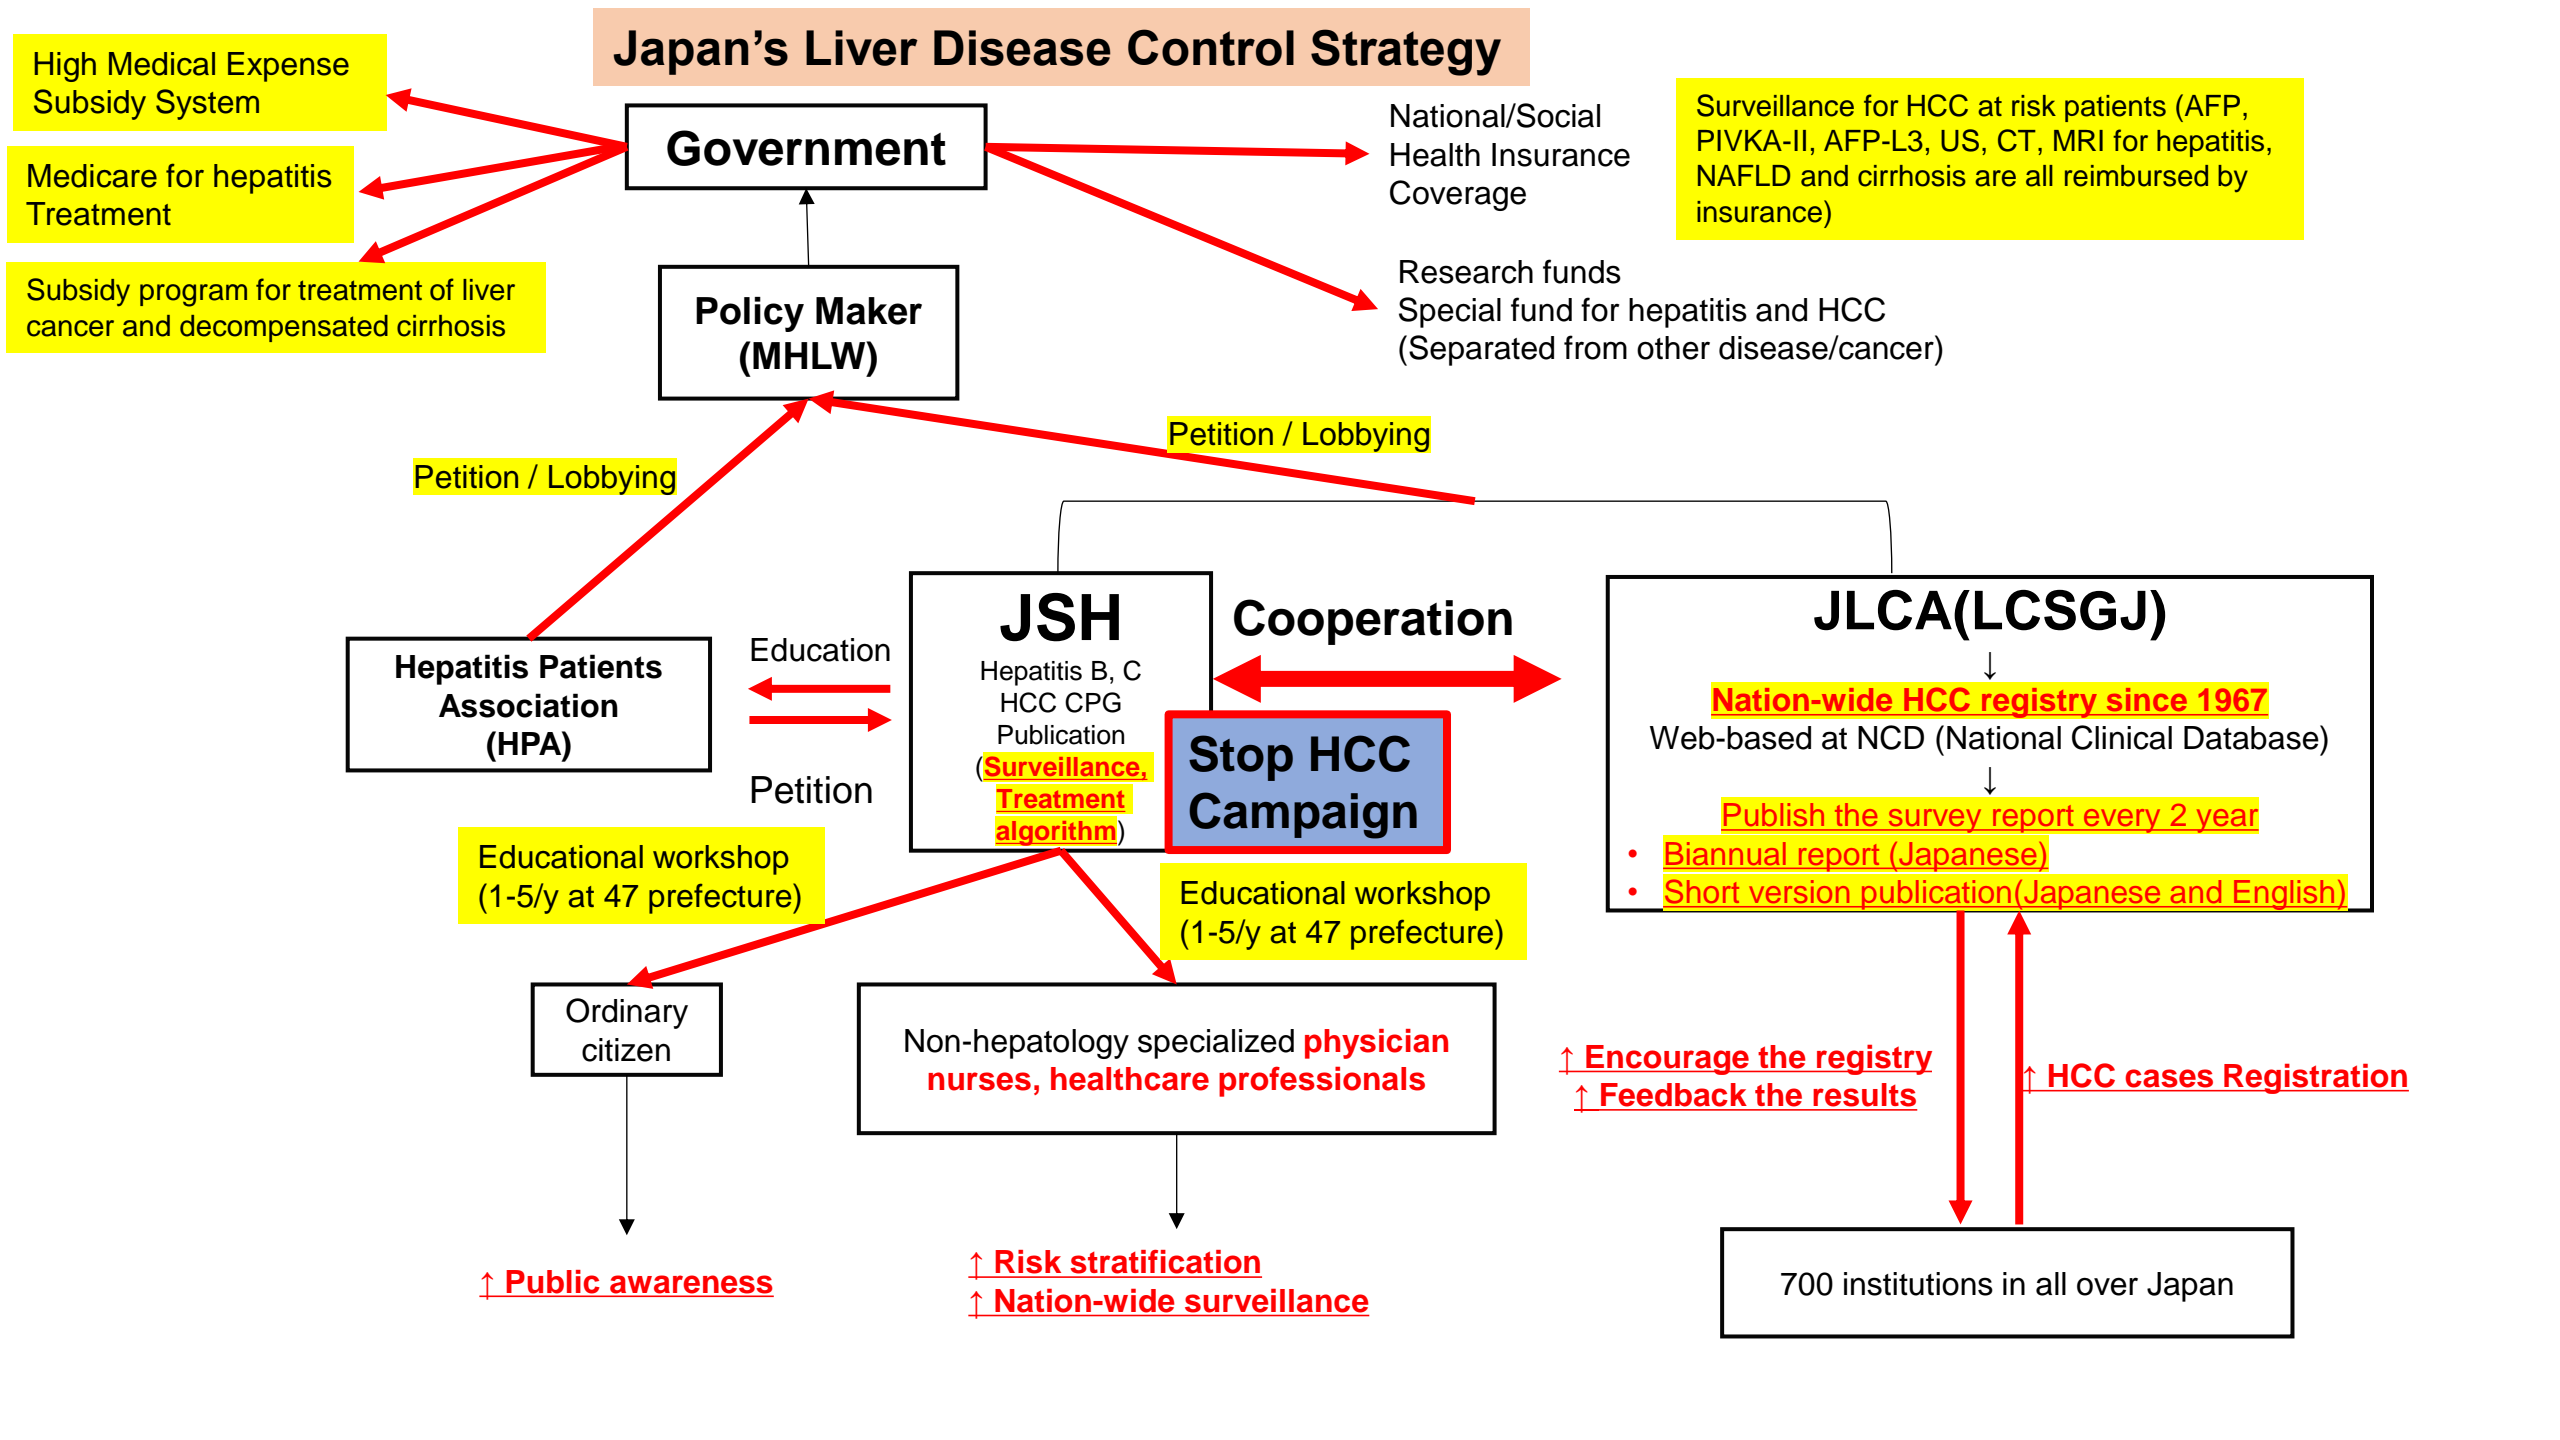 Japan’s Liver Disease Control Strategy
High Medical Expense
Subsidy System
Medicare for hepatitis
Treatment
Subsidy program for treatment of liver
cancer and decompensated cirrhosis
Government
National/Social
Health Insurance
Coverage
Surveillance for HCC at risk patients (AFP,
PIVKA-II, AFP-L3, US, CT, MRI for hepatitis,
NAFLD and cirrhosis are all reimbursed by
insurance)
Research funds
Special fund for hepatitis and HCC
(Separated from other disease/cancer)
Policy Maker
(MHLW)
Petition / Lobbying
Petition / Lobbying
Hepatitis Patients
Association
(HPA)
Education
Petition
JSH
Hepatitis B, C
HCC CPG
Publication
(Surveillance,
Treatment
algorithm)
Cooperation
Stop HCC
Campaign
JLCA(LCSGJ)
↓
Nation-wide HCC registry since 1967
Web-based at NCD (National Clinical Database)
↓
Publish the survey report every 2 year
• Biannual report (Japanese)
• Short version publication(Japanese and English)
Educational workshop
(1-5/y at 47 prefecture)
Educational workshop
(1-5/y at 47 prefecture)
Ordinary
citizen
Non-hepatology specialized physician
nurses, healthcare professionals
↑ Encourage the registry
↑ Feedback the results
↑ HCC cases Registration
↑ Public awareness
↑ Risk stratification
↑ Nation-wide surveillance
700 institutions in all over Japan